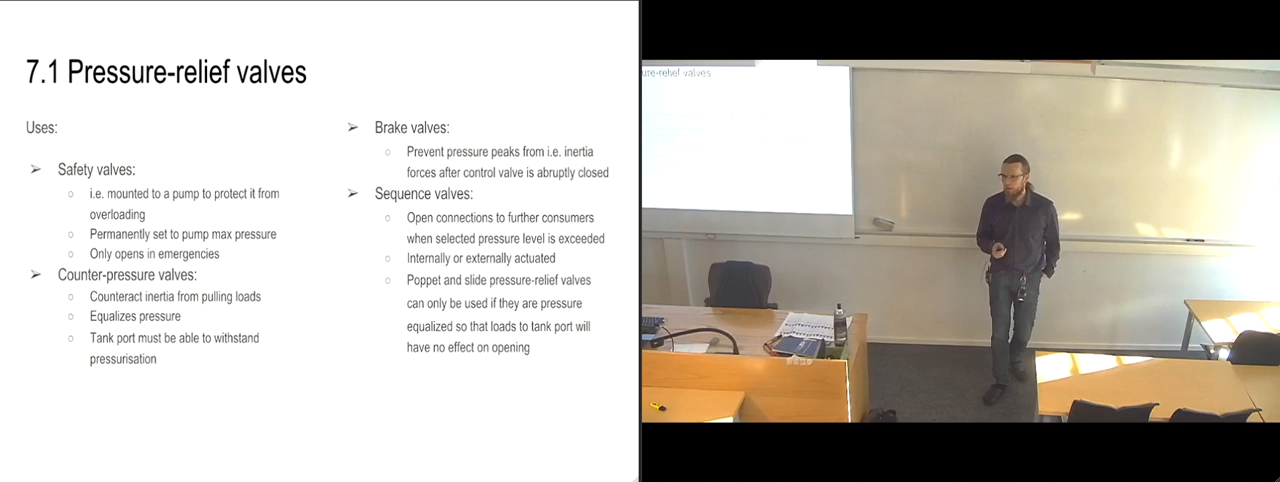 7.1 Pressure-relief valves
Uses:
➢ Safety valves:
○ i.e. mounted to a pump to protect it from
overloading
○ Permanently set to pump max pressure
○ Only opens in emergencies
➢ Counter-pressure valves:
○ Counteract inertia from pulling loads
○ Equalizes pressure
○ Tank port must be able to withstand
pressurisation
➢ Brake valves:
○ Prevent pressure peaks from i.e. inertia
forces after control valve is abruptly closed
➢ Sequence valves:
○ Open connections to further consumers
when selected pressure level is exceeded
○ Internally or externally actuated
○ Poppet and slide pressure-relief valves
can only be used if they are pressure
equalized so that loads to tank port will
have no effect on opening
ure-relief valves